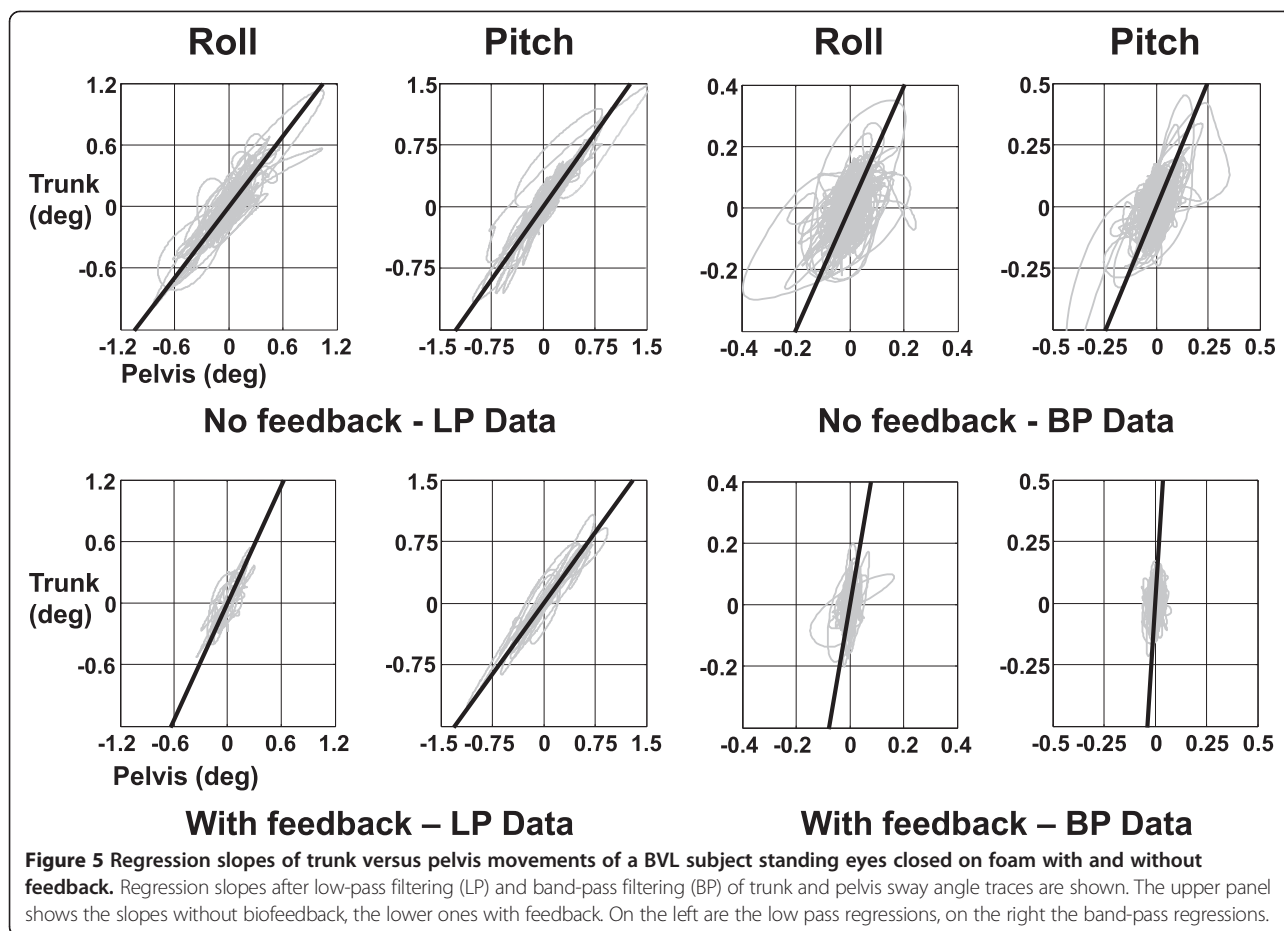 Roll Pitch Roll Pitch
1.2 1.5 0.4 0.5
0.6 0.75 0.2 0.25
Trunk
(deg)
0 0 0 0
-0.6 -0.75 -0.2 -0.25
-1.2 -0.6 0 0.6 1.2 -1.5 -0.75 0 0.75 1.5 -0.4 -0.2 0 0.2 0.4 -0.5 -0.25 0 0.25 0.5
Pelvis (deg)
No feedback - LP Data No feedback - BP Data
1.2 1.5 0.4 0.5
0.6 0.75 0.2 0.25
Trunk
(deg)
0 0 0 0
-0.6 -0.75 -0.2 -0.25
-1.2 -0.6 0 0.6 1.2 -1.5 -0.75 0 0.75 1.5 -0.4 -0.2 0 0.2 0.4 -0.5 -0.25 0 0.25 0.5
Pelvis (deg)
With feedback – LP Data With feedback – BP Data
Figure 5 Regression slopes of trunk versus pelvis movements of a BVL subject standing eyes closed on foam with and without
feedback. Regression slopes after low-pass filtering (LP) and band-pass filtering (BP) of trunk and pelvis sway angle traces are shown. The upper panel
shows the slopes without biofeedback, the lower ones with feedback. On the left are the low pass regressions, on the right the band-pass regressions.